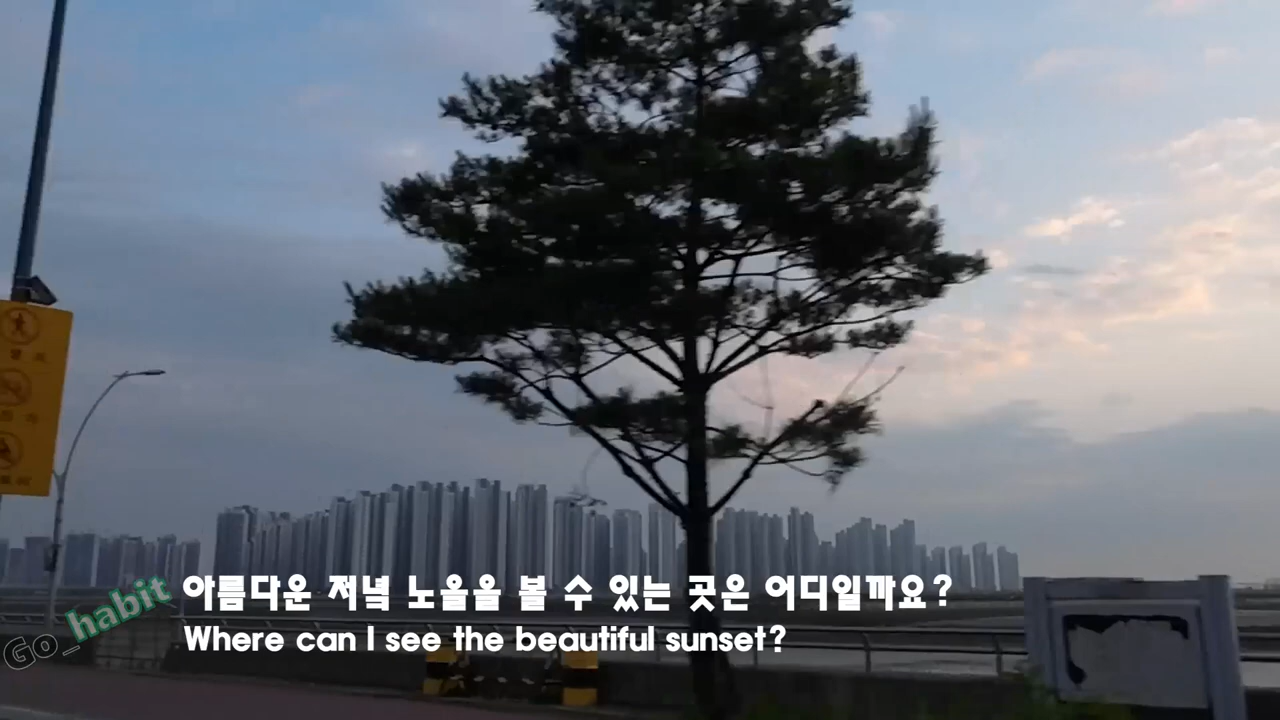 아름다운 저녘 노을을 볼 수 있는 곳은 어디일까요?
Where can I see the beautiful sunset?
Go_habit